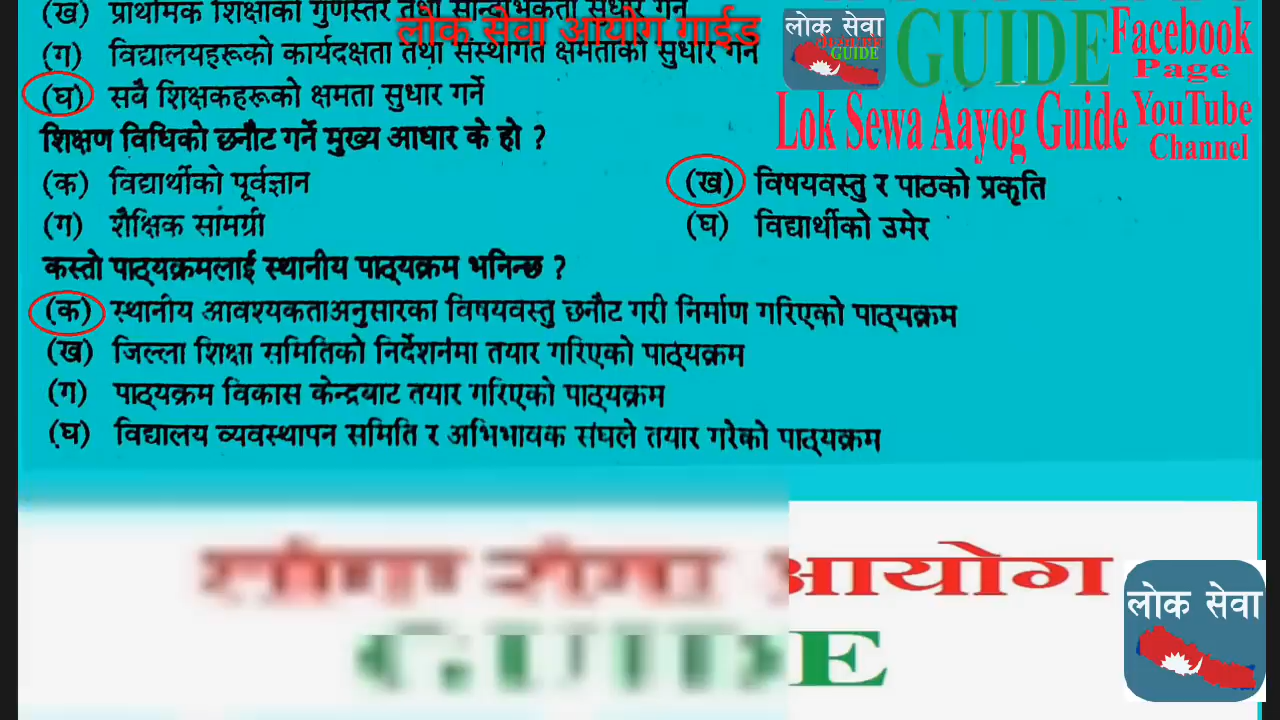 (ख) प्राथमिक शिक्षाको गुणस्तर तथा सान्दर्भिकता सुधार गर्ने
लोक सेवा आयोग गाईड
(ग) विद्यालयहरूको कार्यदक्षता तथा संस्थागत क्षमताको सुधार गर्ने
(घ) सबै शिक्षकहरूको क्षमता सुधार गर्ने
लोक सेवा
GUIDE
GUIDE
Facebook
Page
Lok Sewa Aayog Guide
YouTube
Channel
शिक्षण विधिको छनौट गर्ने मुख्य आधार के हो ?
(क) विद्यार्थीको पूर्वज्ञान
(ख) विषयवस्तु र पाठको प्रकृति
(ग) शैक्षिक सामग्री
(घ) विद्यार्थीको उमेर
कस्तो पाठ्यक्रमलाई स्थानीय पाठ्यक्रम भनिन्छ ?
(क) स्थानीय आवश्यकताअनुसारका विषयवस्तु छनौट गरी निर्माण गरिएको पाठ्यक्रम
(ख) जिल्ला शिक्षा समितिको निर्देशनमा तयार गरिएको पाठ्यक्रम
(ग) पाठ्यक्रम विकास केन्द्रबाट तयार गरिएको पाठ्यक्रम
(घ) विद्यालय व्यवस्थापन समिति र अभिभावक संघले तयार गरेको पाठ्यक्रम
आयोग
GUIDE
लोक सेवा